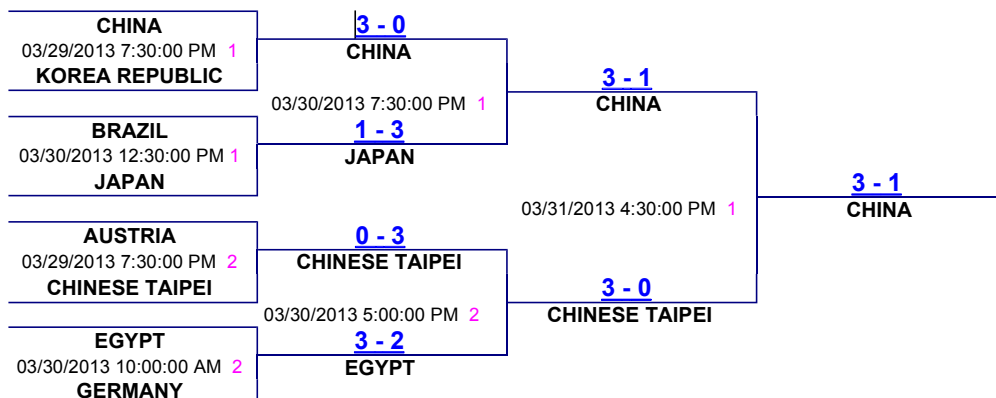 CHINA
03/29/2013 7:30:00 PM 1
KOREA REPUBLIC
3 - 0
CHINA
03/30/2013 7:30:00 PM 1
BRAZIL
03/30/2013 12:30:00 PM 1
JAPAN
1 - 3
JAPAN
3 - 1
CHINA
AUSTRIA
03/29/2013 7:30:00 PM 2
CHINESE TAIPEI
0 - 3
CHINESE TAIPEI
03/30/2013 5:00:00 PM 2
EGYPT
03/30/2013 10:00:00 AM 2
GERMANY
3 - 2
EGYPT
3 - 0
CHINESE TAIPEI
03/31/2013 4:30:00 PM 1
3 - 1
CHINA